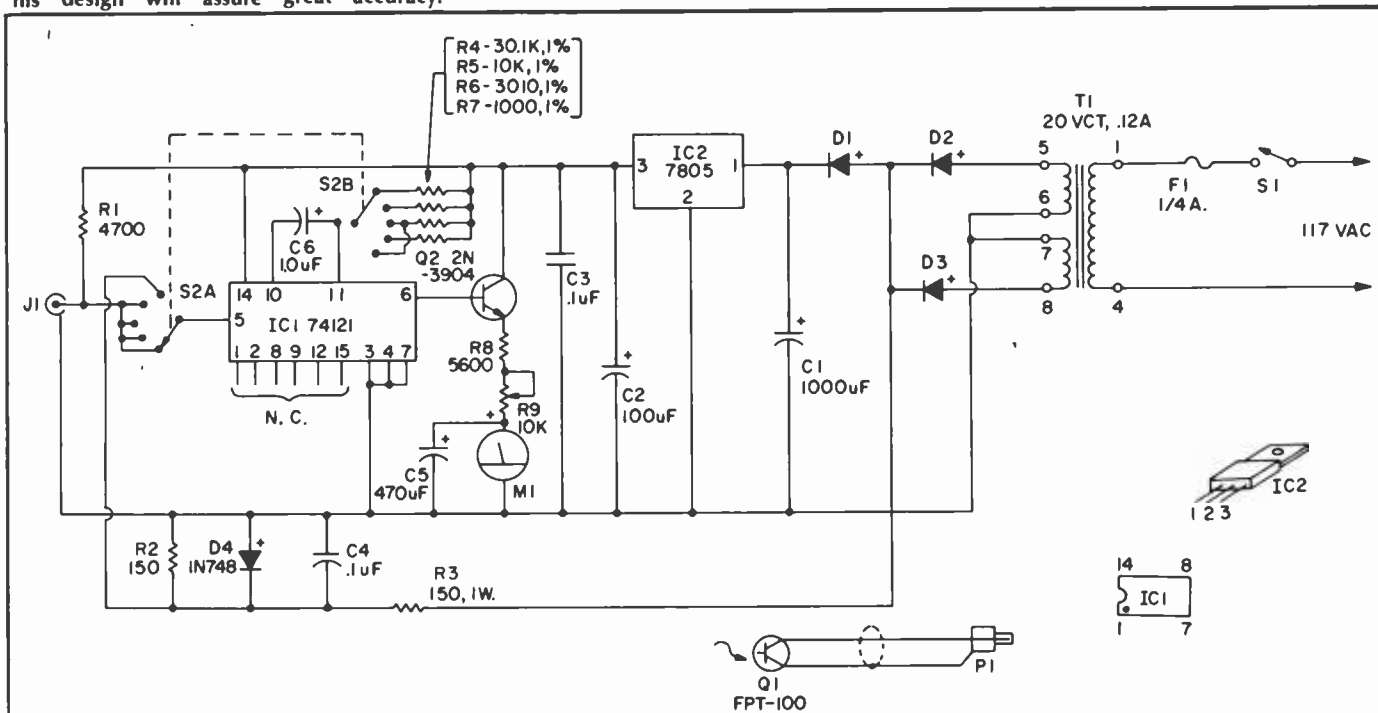 his design will assure great accuracy.
R4-30.1K,1%
R5-10K,1%
R6-3010,1%
R7-1000,1%
T1
20 VCT, .12A
5
1
6
7
8
4
F1
1/4 A.
S1
117 VAC
D1
D2
D3
3
IC2
7805
1
2
R1
4700
S2B
C6
1.0uF
Q2 2N
-3904
C3
.1uF
J1
S2A
14
10
11
6
5
IC1 74121
1
2
8
9
12
15
3
4
7
N. C.
R8
5600
R9
10K
C2
100uF
C1
1000uF
C5
470uF
M1
IC2
1 2 3
R2
150
D4
1N748
C4
.1uF
R3
150, 1W.
14
8
IC1
1
7
Q1
FPT-100
P1